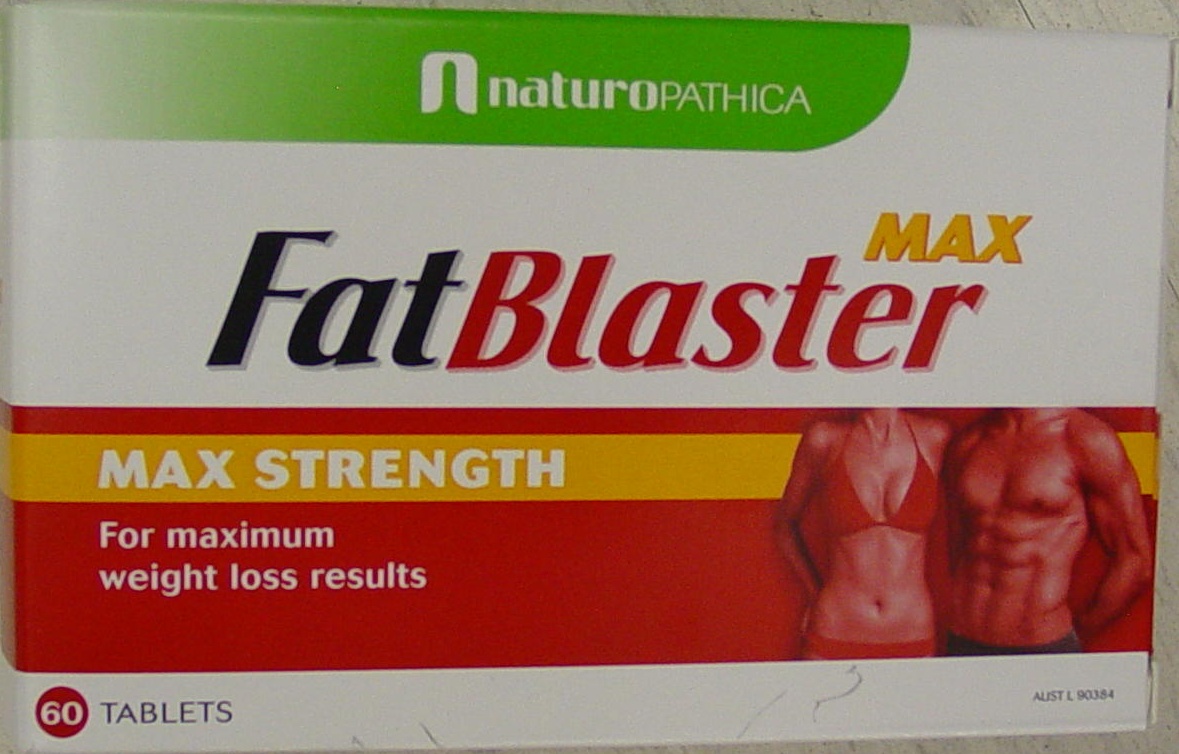 naturoPATHICA
FatBlaster MAX
MAX STRENGTH
For maximum
weight loss results
60 TABLETS
AUST L 90384